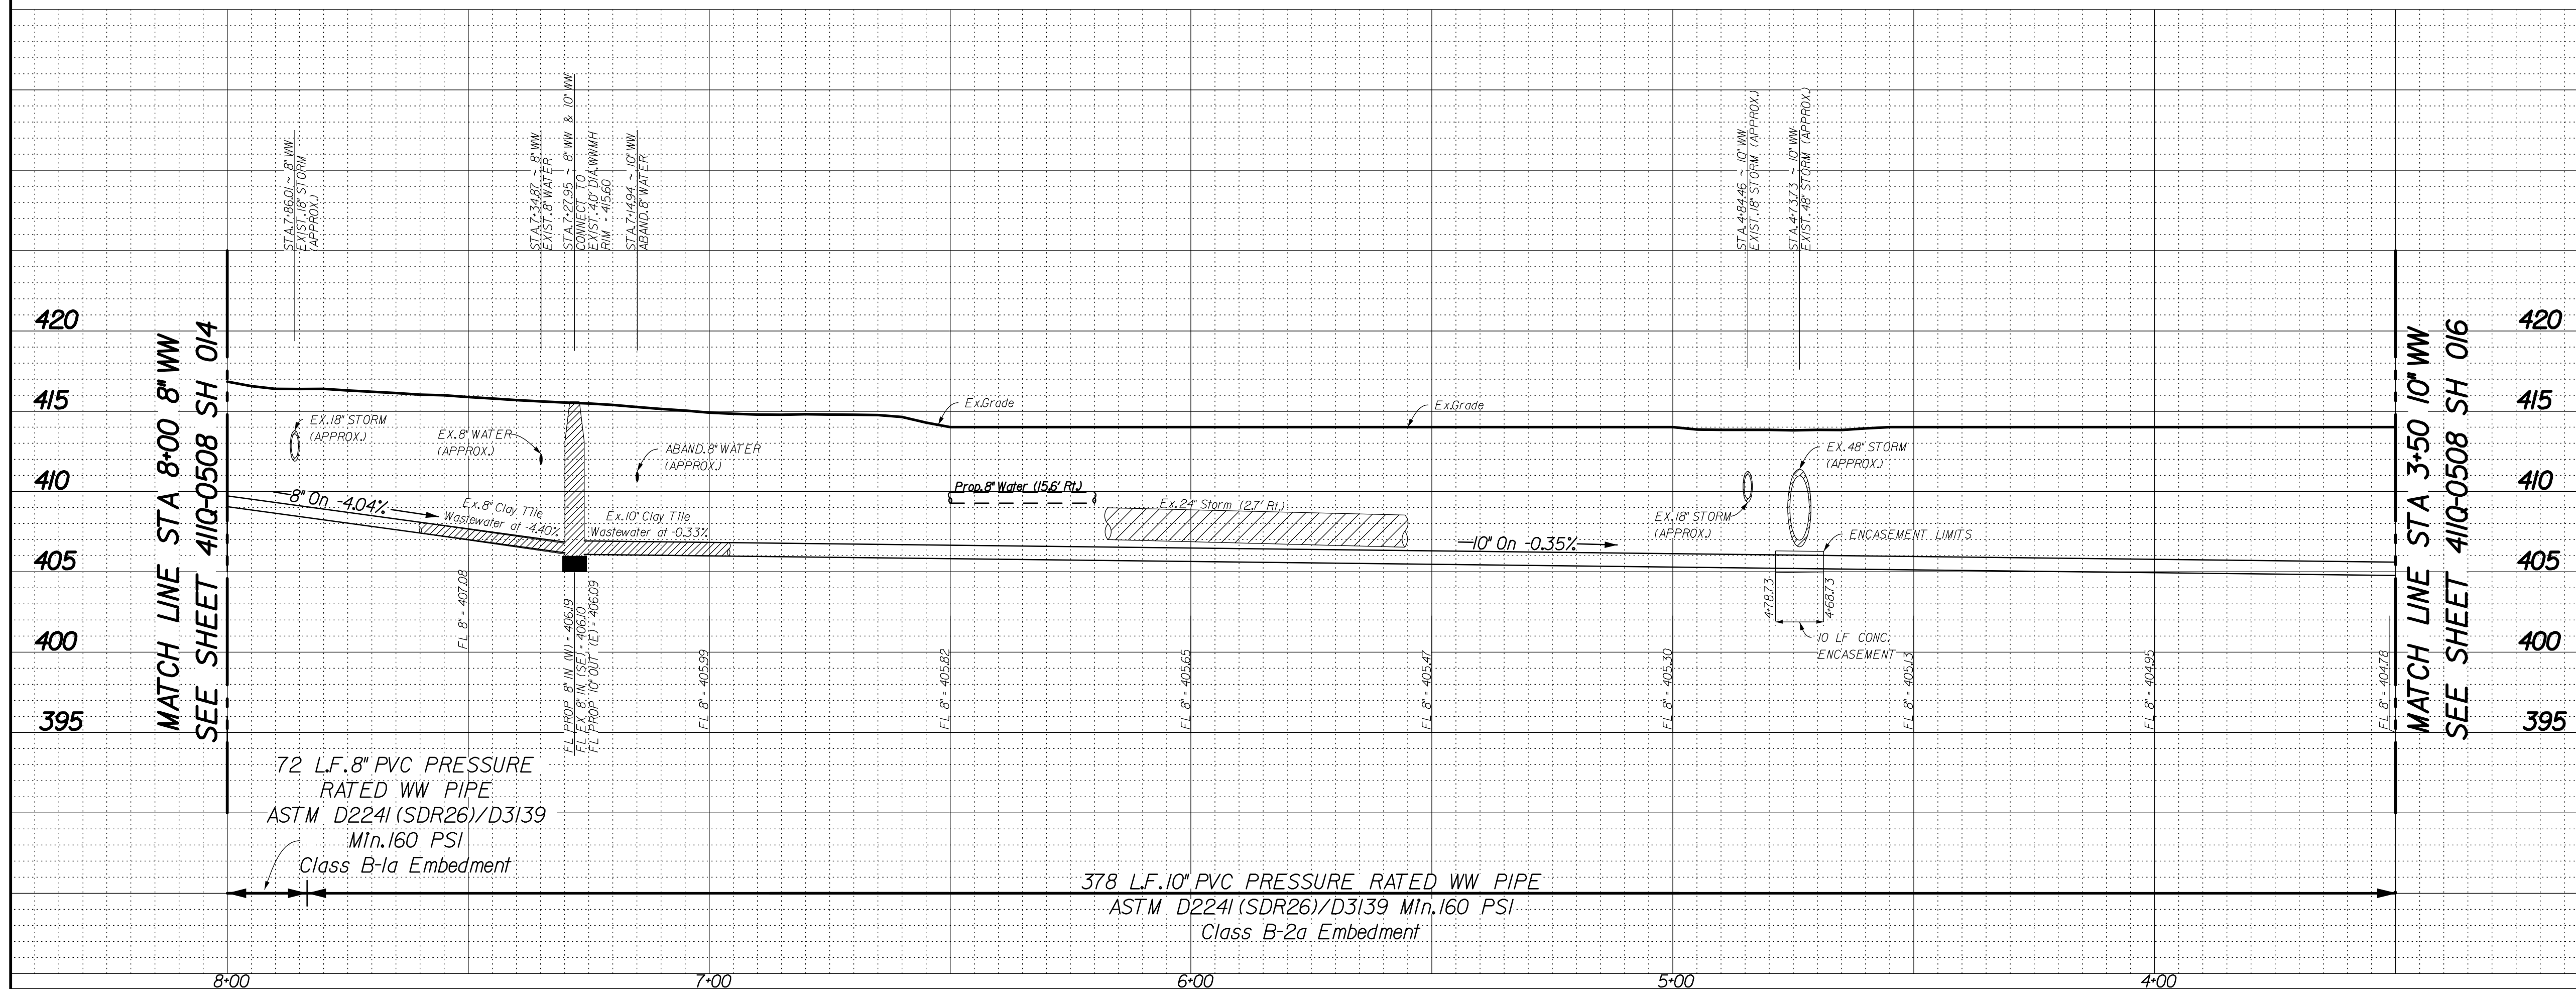 STA. 7+86.01 ~ 8" WW
EXIST. 18" STORM
(APPROX.)
STA. 7+34.87 ~ 8" WW
EXIST. 8" WATER
STA. 7+27.95 ~ 8" WW & 10" WW
CONNECT TO
EXIST. 4.0' DIA. WWMH
RIM = 415.60
STA. 7+14.94 ~ 10" WW
ABAND. 8" WATER
STA. 4+84.46 ~ 10" WW
EXIST. 18" STORM (APPROX.)
STA. 4+73.73 ~ 10" WW
EXIST. 48" STORM (APPROX.)
420
415
410
405
400
395
MATCH LINE STA 8+00 8" WW
SEE SHEET 411Q-0508 SH 014
EX. 18" STORM
(APPROX.)
EX. 8" WATER
(APPROX.)
ABAND. 8" WATER
(APPROX.)
Ex. Grade
Ex. Grade
EX. 48" STORM
(APPROX.)
8" On -4.04%
Ex. 8" Clay Tile
Wastewater at -4.40%
Ex. 10" Clay Tile
Wastewater at -0.33%
Prop. 8" Water (15.6' Rt.)
Ex. 24" Storm (2.7' Rt.)
10" On -0.35%
EX. 18" STORM
(APPROX.)
ENCASEMENT LIMITS
4+78.73
4+68.73
10 LF CONC.
ENCASEMENT
FL 8" = 407.08
FL PROP 8" IN (W) = 406.19
FL EX. 8" IN (SE) = 406.10
FL PROP 10" OUT (E) = 406.09
FL 8" = 405.99
FL 8" = 405.82
FL 8" = 405.65
FL 8" = 405.47
FL 8" = 405.30
FL 8" = 405.13
FL 8" = 404.95
FL 8" = 404.78
MATCH LINE STA 3+50 10" WW
SEE SHEET 411Q-0508 SH 016
420
415
410
405
400
395
72 L.F. 8" PVC PRESSURE
RATED WW PIPE
ASTM D2241 (SDR26)/D3139
Min. 160 PSI
Class B-1a Embedment
378 L.F. 10" PVC PRESSURE RATED WW PIPE
ASTM D2241 (SDR26)/D3139 Min. 160 PSI
Class B-2a Embedment
8+00
7+00
6+00
5+00
4+00